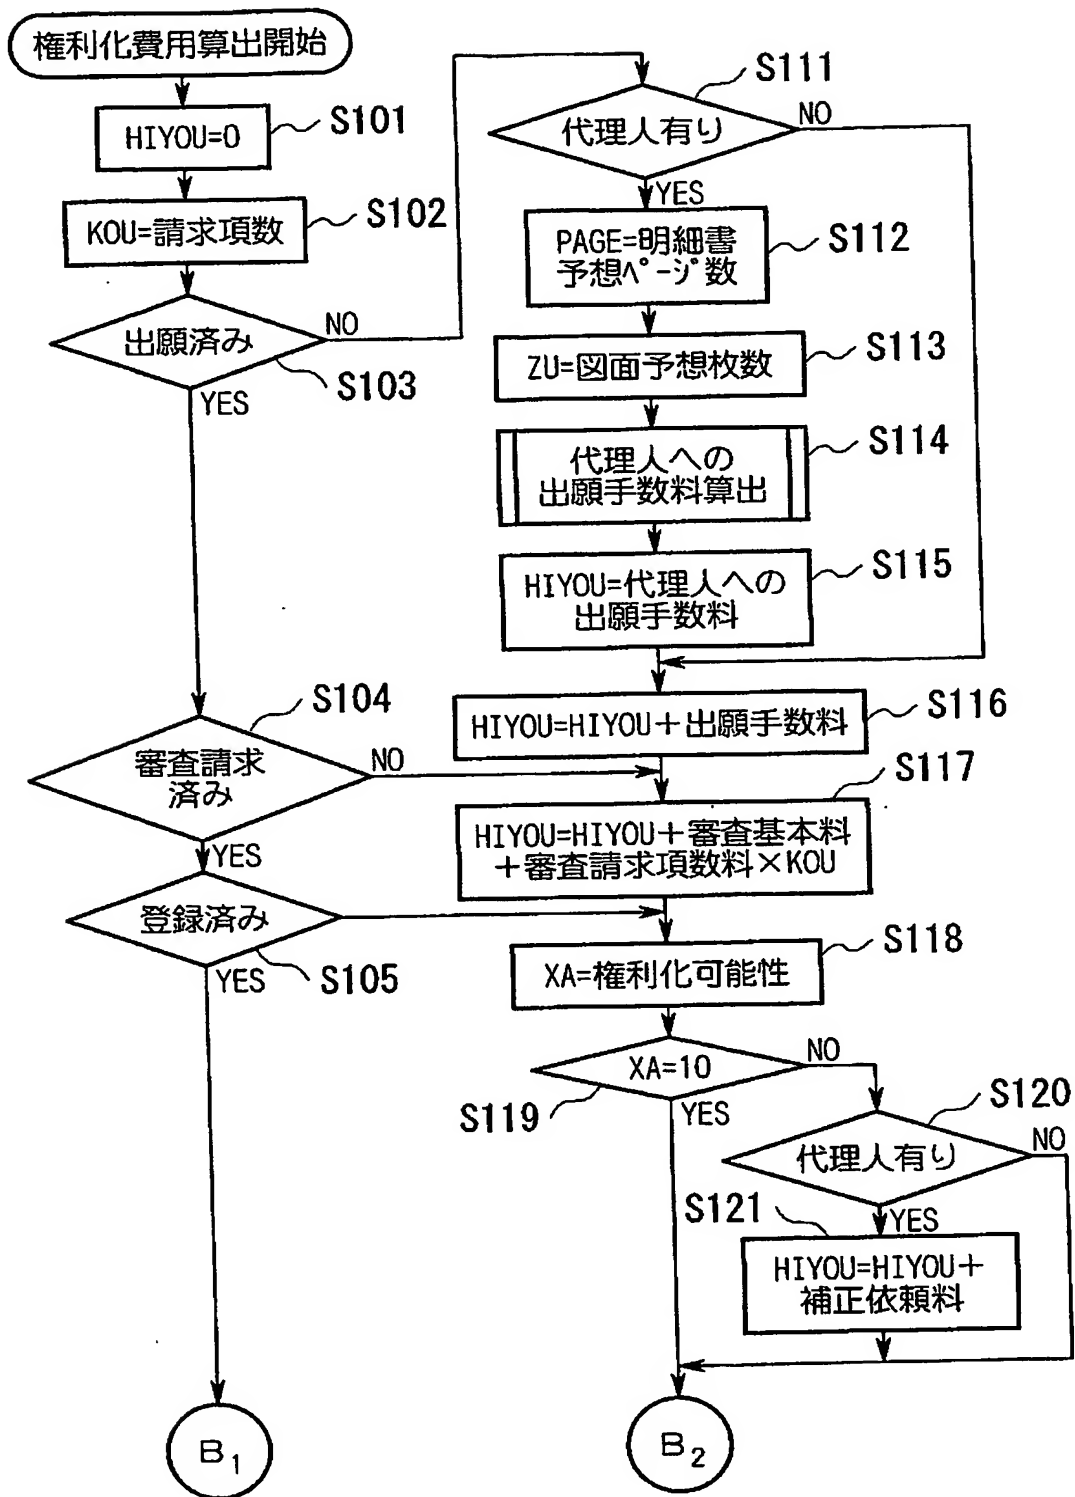 権利化費用算出開始
HIYOU=0
S101
KOU=請求項数
S102
出願済み
NO
S103
YES
S104
審査請求
済み
NO
YES
登録済み
S105
YES
B1
S111
代理人有り
NO
YES
PAGE=明細書
予想ページ数
S112
ZU=図面予想枚数
S113
代理人への
出願手数料算出
S114
HIYOU=代理人への
出願手数料
S115
HIYOU=HIYOU+出願手数料
S116
S117
HIYOU=HIYOU+審査基本料
+審査請求項数料×KOU
XA=権利化可能性
S118
XA=10
NO
S119
YES
S120
代理人有り
NO
S121
YES
HIYOU=HIYOU+
補正依頼料
B2